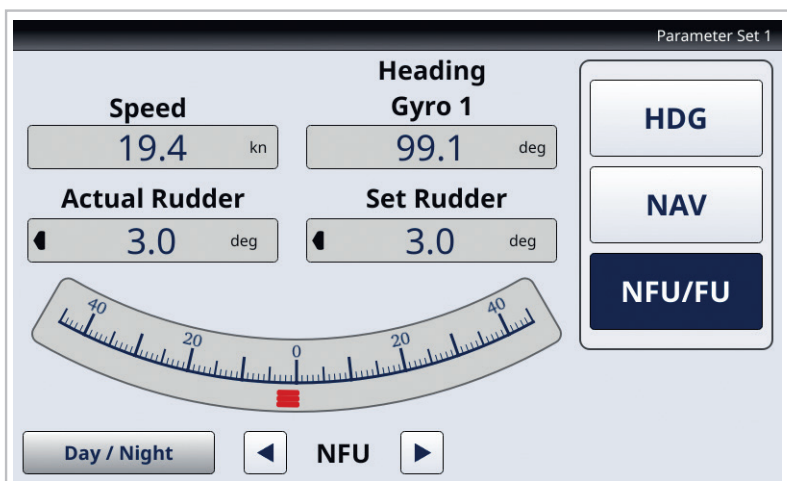 Parameter Set 1
Heading
Speed Gyro 1
19.4 kn 99.1 deg
Actual Rudder Set Rudder
3.0 deg 3.0 deg
40 20 0 20 40
Day / Night NFU
HDG
NAV
NFU/FU